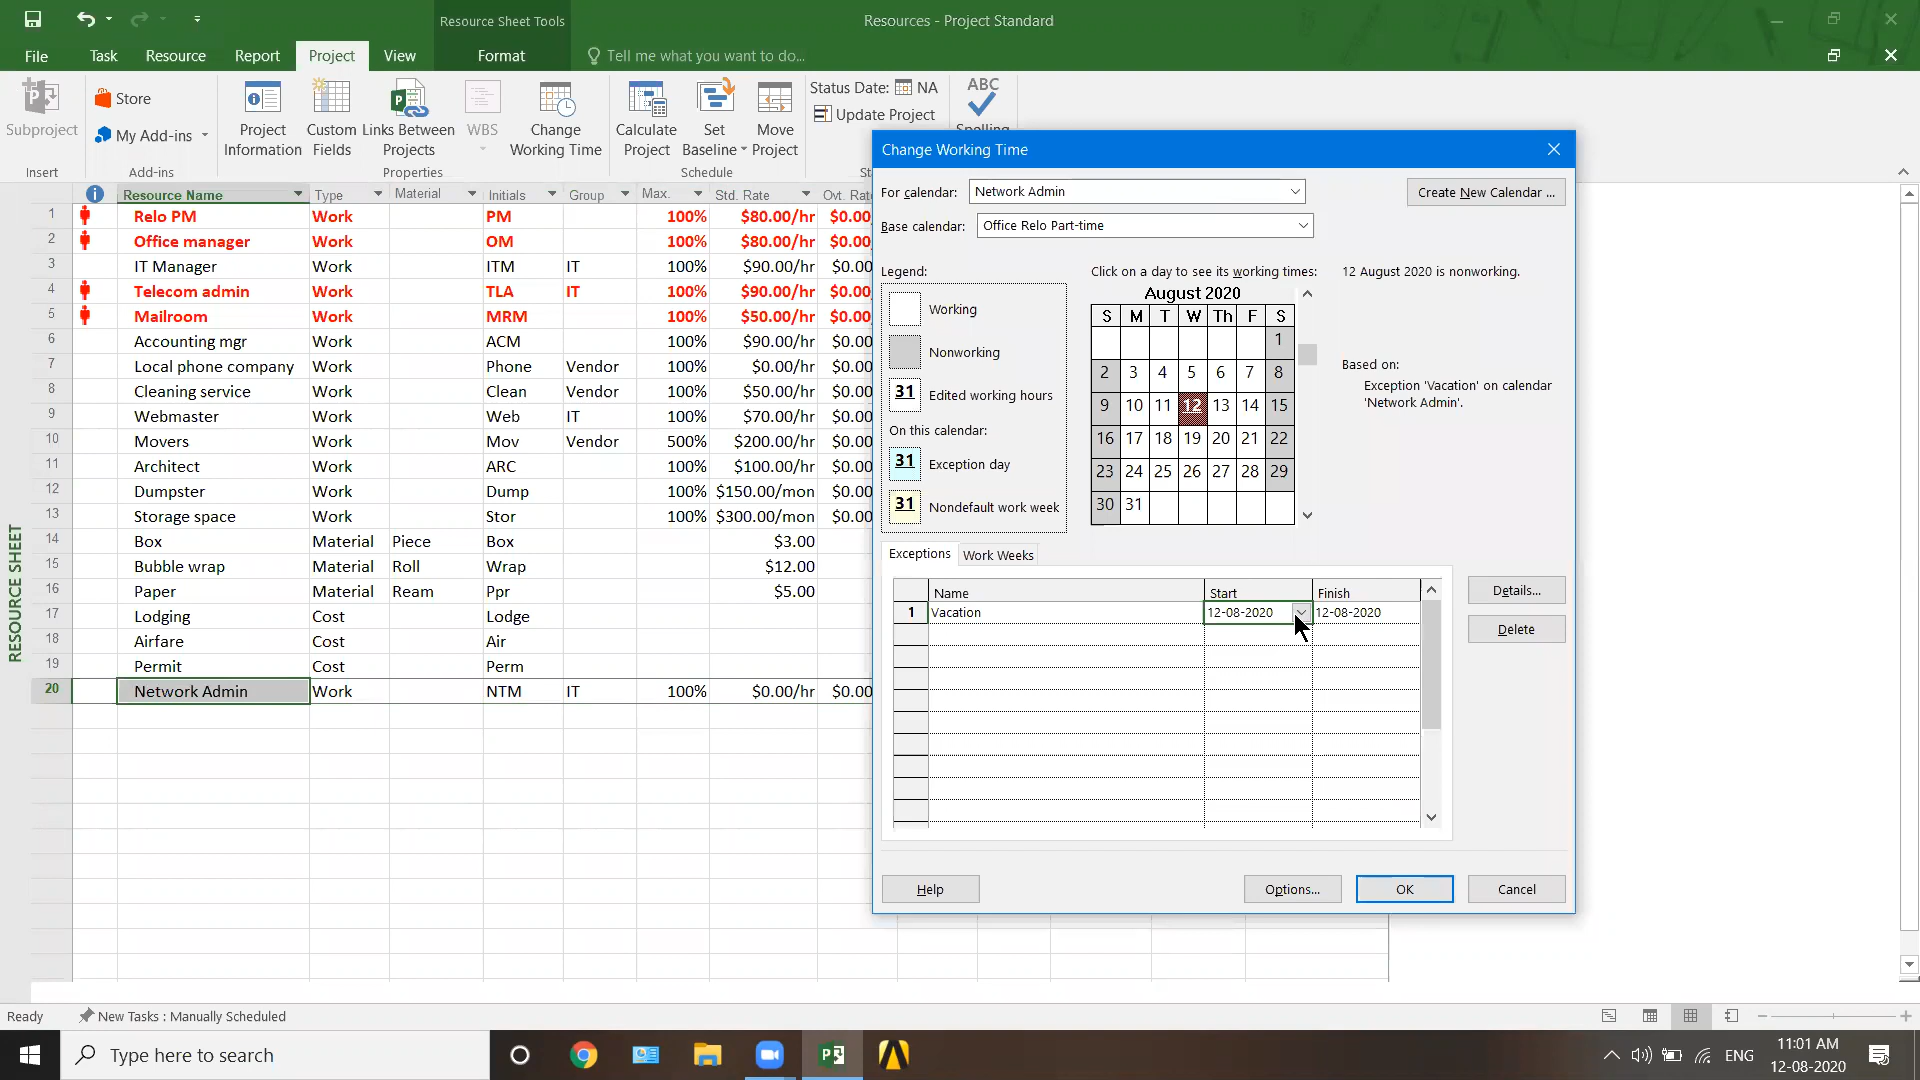 Resource Sheet Tools
Resources - Project Standard
File Task Resource Report Project View Format Tell me what you want to do...
Subproject
Store
My Add-ins
Project Information
Custom Fields
Links Between Projects
WBS
Change Working Time
Calculate Project
Set Baseline
Move Project
Status Date: NA
Update Project
ABC
Insert Add-ins Properties Schedule
Resource Name Type Material Initials Group Max. Std. Rate Ovt. Rate
1 Relo PM Work PM 100% $80.00/hr $0.00
2 Office manager Work OM 100% $80.00/hr $0.00
3 IT Manager Work ITM IT 100% $90.00/hr $0.00
4 Telecom admin Work TLA IT 100% $90.00/hr $0.00
5 Mailroom Work MRM 100% $50.00/hr $0.00
6 Accounting mgr Work ACM 100% $90.00/hr $0.00
7 Local phone company Work Phone Vendor 100% $0.00/hr $0.00
8 Cleaning service Work Clean Vendor 100% $50.00/hr $0.00
9 Webmaster Work Web IT 100% $70.00/hr $0.00
10 Movers Work Mov Vendor 500% $200.00/hr $0.00
11 Architect Work ARC 100% $100.00/hr $0.00
12 Dumpster Work Dump 100% $150.00/mon $0.00
13 Storage space Work Stor 100% $300.00/mon $0.00
14 Box Material Piece Box $3.00
15 Bubble wrap Material Roll Wrap $12.00
16 Paper Material Ream Ppr $5.00
17 Lodging Cost Lodge
18 Airfare Cost Air
19 Permit Cost Perm
20 Network Admin Work NTM IT 100% $0.00/hr $0.00
RESOURCE SHEET
Change Working Time
For calendar: Network Admin
Create New Calendar ...
Base calendar: Office Relo Part-time
Legend:
Working
Nonworking
31 Edited working hours
On this calendar:
31 Exception day
31 Nondefault work week
Click on a day to see its working times:
August 2020
S M T W Th F S
1
2 3 4 5 6 7 8
9 10 11 12 13 14 15
16 17 18 19 20 21 22
23 24 25 26 27 28 29
30 31
12 August 2020 is nonworking.
Based on:
Exception 'Vacation' on calendar
'Network Admin'.
Exceptions Work Weeks
Name Start Finish
1 Vacation 12-08-2020 12-08-2020
Details...
Delete
Help Options... OK Cancel
Ready New Tasks : Manually Scheduled
Type here to search
ENG
11:01 AM
12-08-2020